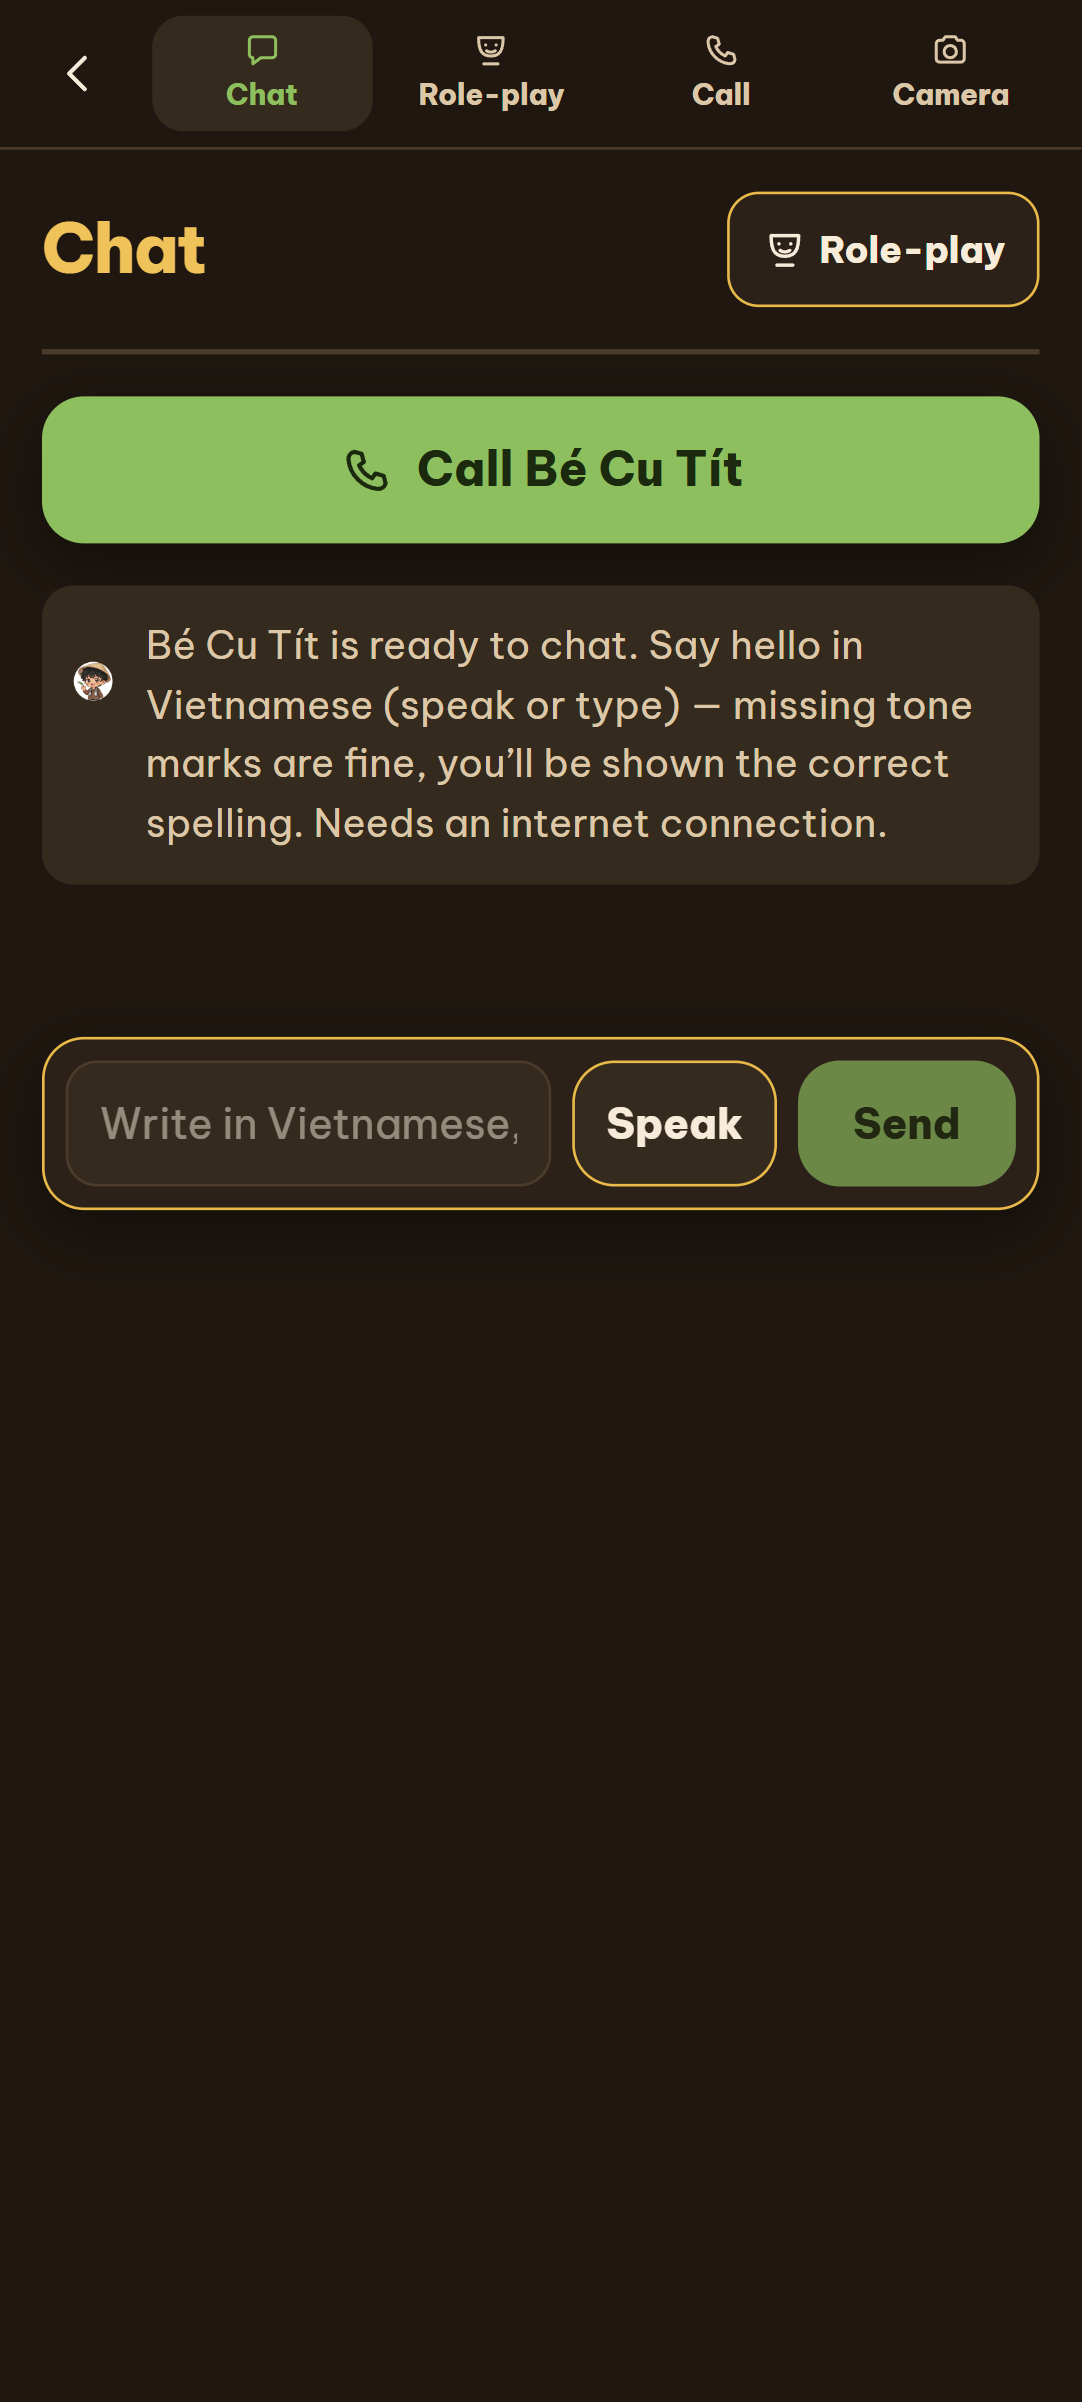 Chat
Role-play
Call
Camera
Chat
Role-play
Call Bé Cu Tít
Bé Cu Tít is ready to chat. Say hello in
Vietnamese (speak or type) — missing tone
marks are fine, you’ll be shown the correct
spelling. Needs an internet connection.
Write in Vietnamese,
Speak
Send